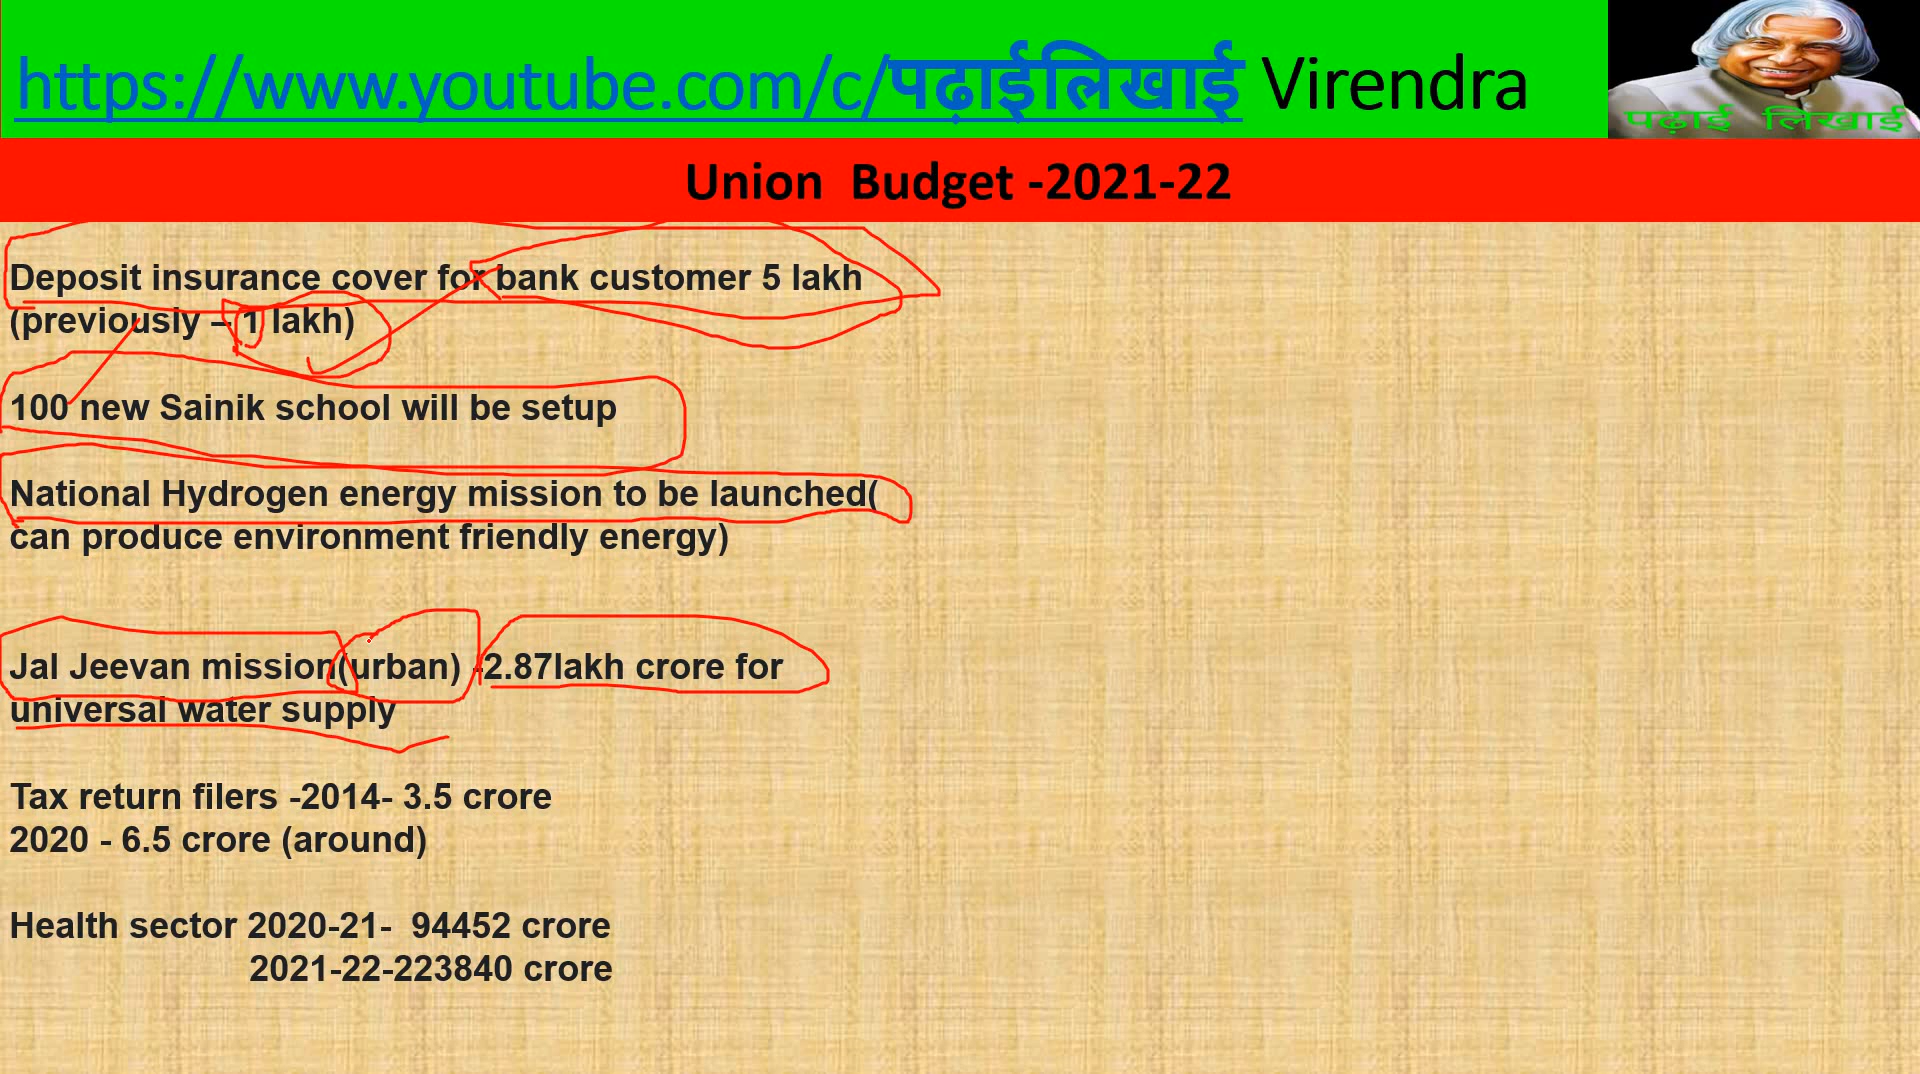 https://www.youtube.com/c/पढ़ाईलिखाई Virendra
पढ़ाई लिखाई
Union Budget -2021-22
Deposit insurance cover for bank customer 5 lakh
(previously – 1 lakh)
100 new Sainik school will be setup
National Hydrogen energy mission to be launched(
can produce environment friendly energy)
Jal Jeevan mission(urban) -2.87lakh crore for
universal water supply
Tax return filers -2014- 3.5 crore
2020 - 6.5 crore (around)
Health sector 2020-21- 94452 crore
2021-22-223840 crore